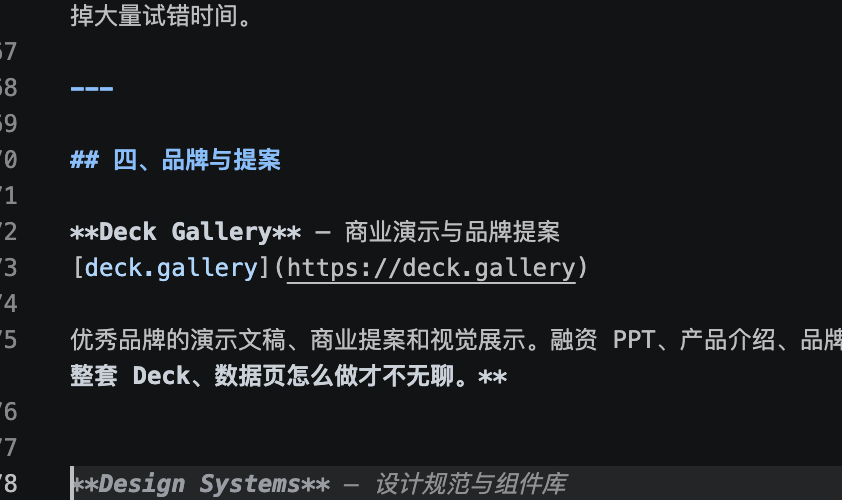 掉大量试错时间。
67
68 ---
69
70 ## 四、品牌与提案
71
72 **Deck Gallery** — 商业演示与品牌提案
73 [deck.gallery](https://deck.gallery)
74
75 优秀品牌的演示文稿、商业提案和视觉展示。融资 PPT、产品介绍、品牌
整套 Deck、数据页怎么做才不无聊。**
76
77
78 **Design Systems** — 设计规范与组件库